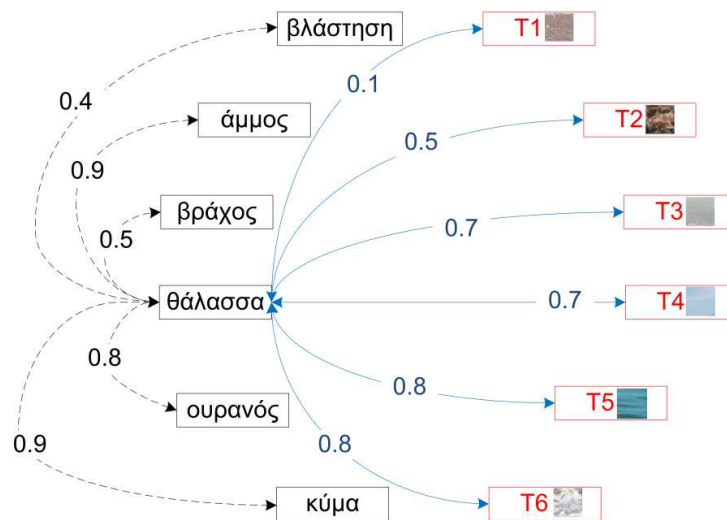 βλάστηση
T1
0.1
0.4
άμμος
T2
0.5
0.9
βράχος
T3
0.5
0.7
θάλασσα
T4
0.7
0.8
ουρανός
T5
0.8
0.9
κύμα
T6
0.8